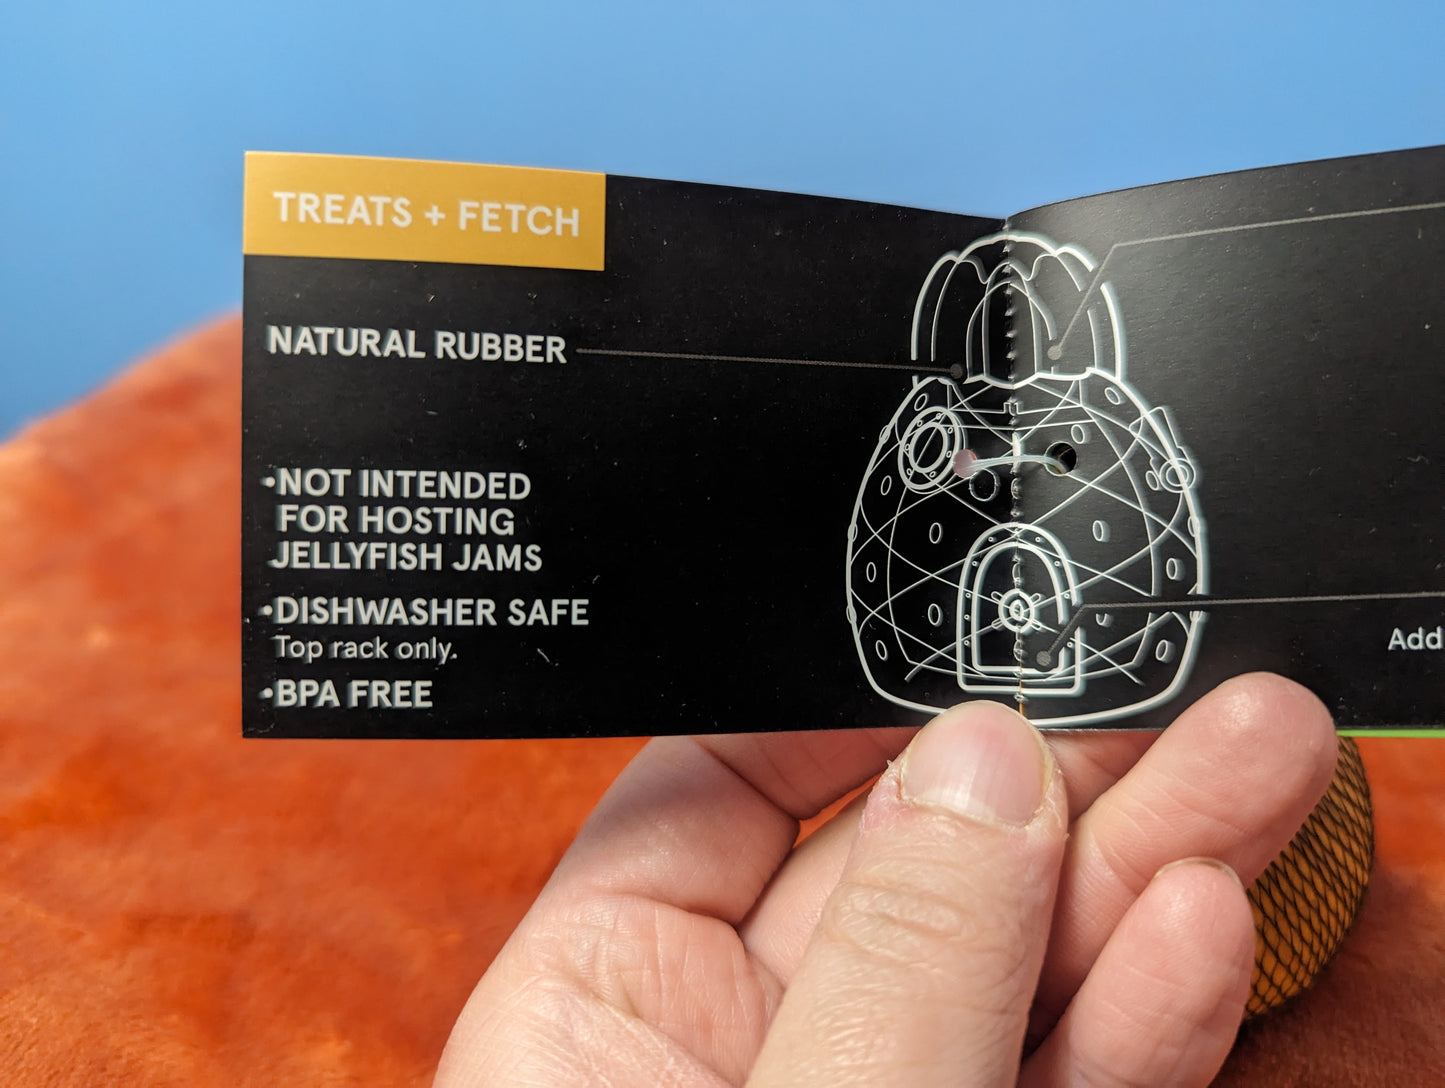 TREATS + FETCH
NATURAL RUBBER
•NOT INTENDED
FOR HOSTING
JELLYFISH JAMS
•DISHWASHER SAFE
Top rack only.
•BPA FREE
Add